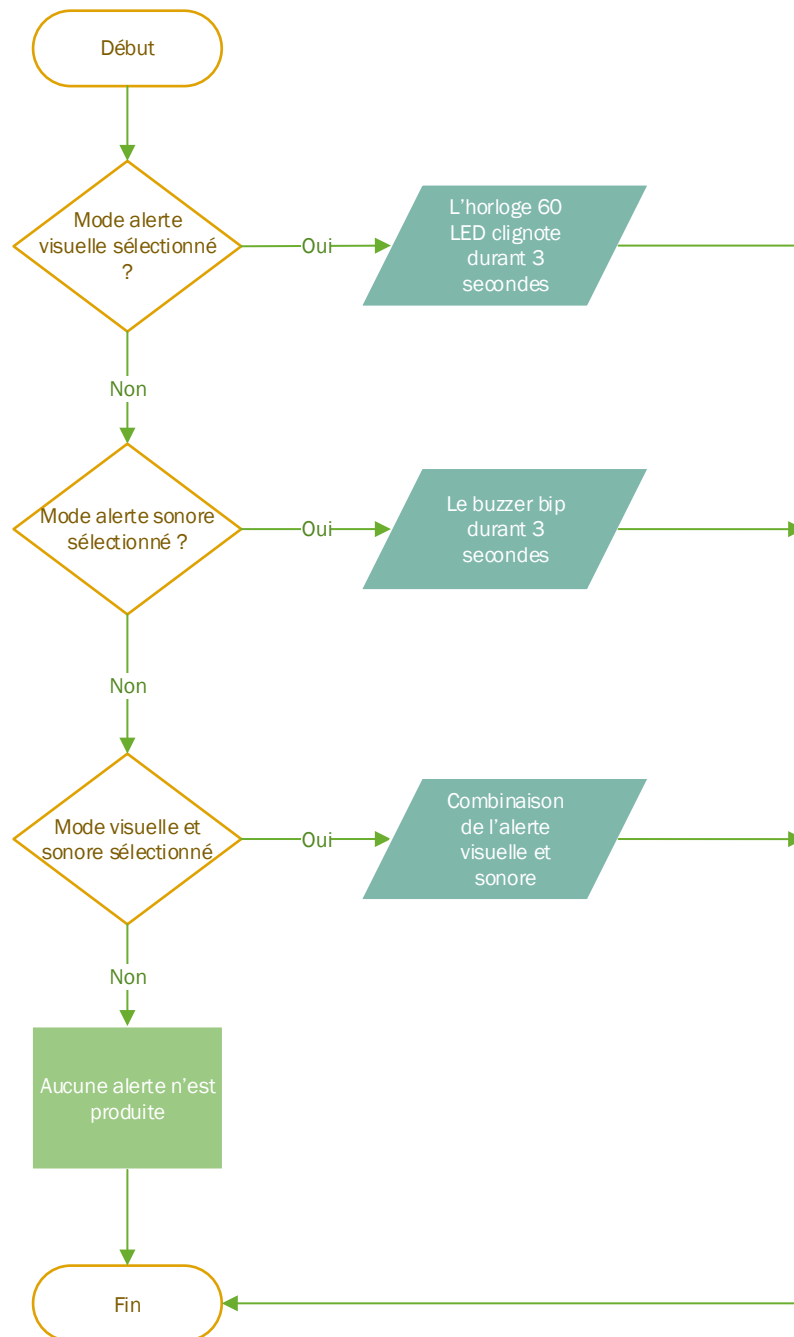 Début
Mode alerte
visuelle sélectionné
?
Oui
L'horloge 60
LED clignote
durant 3
secondes
Non
Mode alerte sonore
sélectionné ?
Oui
Le buzzer bip
durant 3
secondes
Non
Mode visuelle et
sonore sélectionné
Oui
Combinaison
de l'alerte
visuelle et
sonore
Non
Aucune alerte n'est
produite
Fin